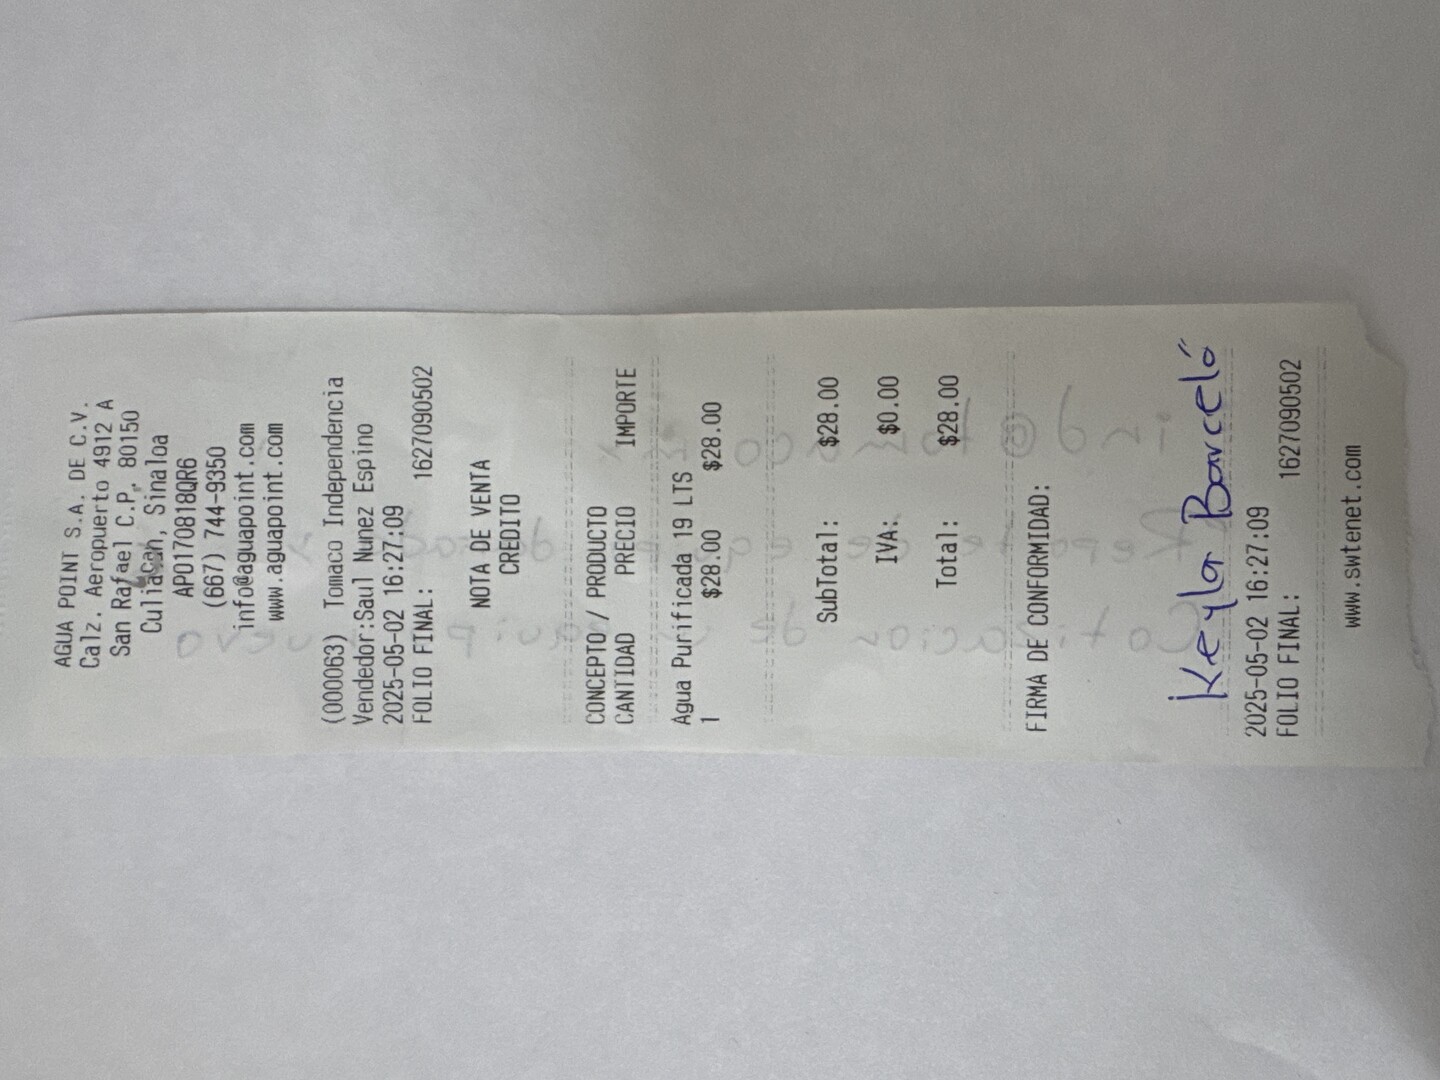 AGUA POINT S.A. DE C.V.
Calz. Aeropuerto 4912 A
San Rafael C.P. 80150
Culiacan, Sinaloa
APO170818QR6
(667) 744-9350
info@aguapoint.com
www.aguapoint.com
(000063) Tomaco Independencia
Vendedor:Saul Nunez Espino
2025-05-02 16:27:09
FOLIO FINAL: 1627090502
NOTA DE VENTA
CREDITO
CONCEPTO / PRODUCTO
CANTIDAD PRECIO IMPORTE
Agua Purificada 19 LTS
1 $28.00 $28.00
SubTotal: $28.00
IVA: $0.00
Total: $28.00
FIRMA DE CONFORMIDAD:
Keyla Barceló
2025-05-02 16:27:09
FOLIO FINAL: 1627090502
www.swtenet.com